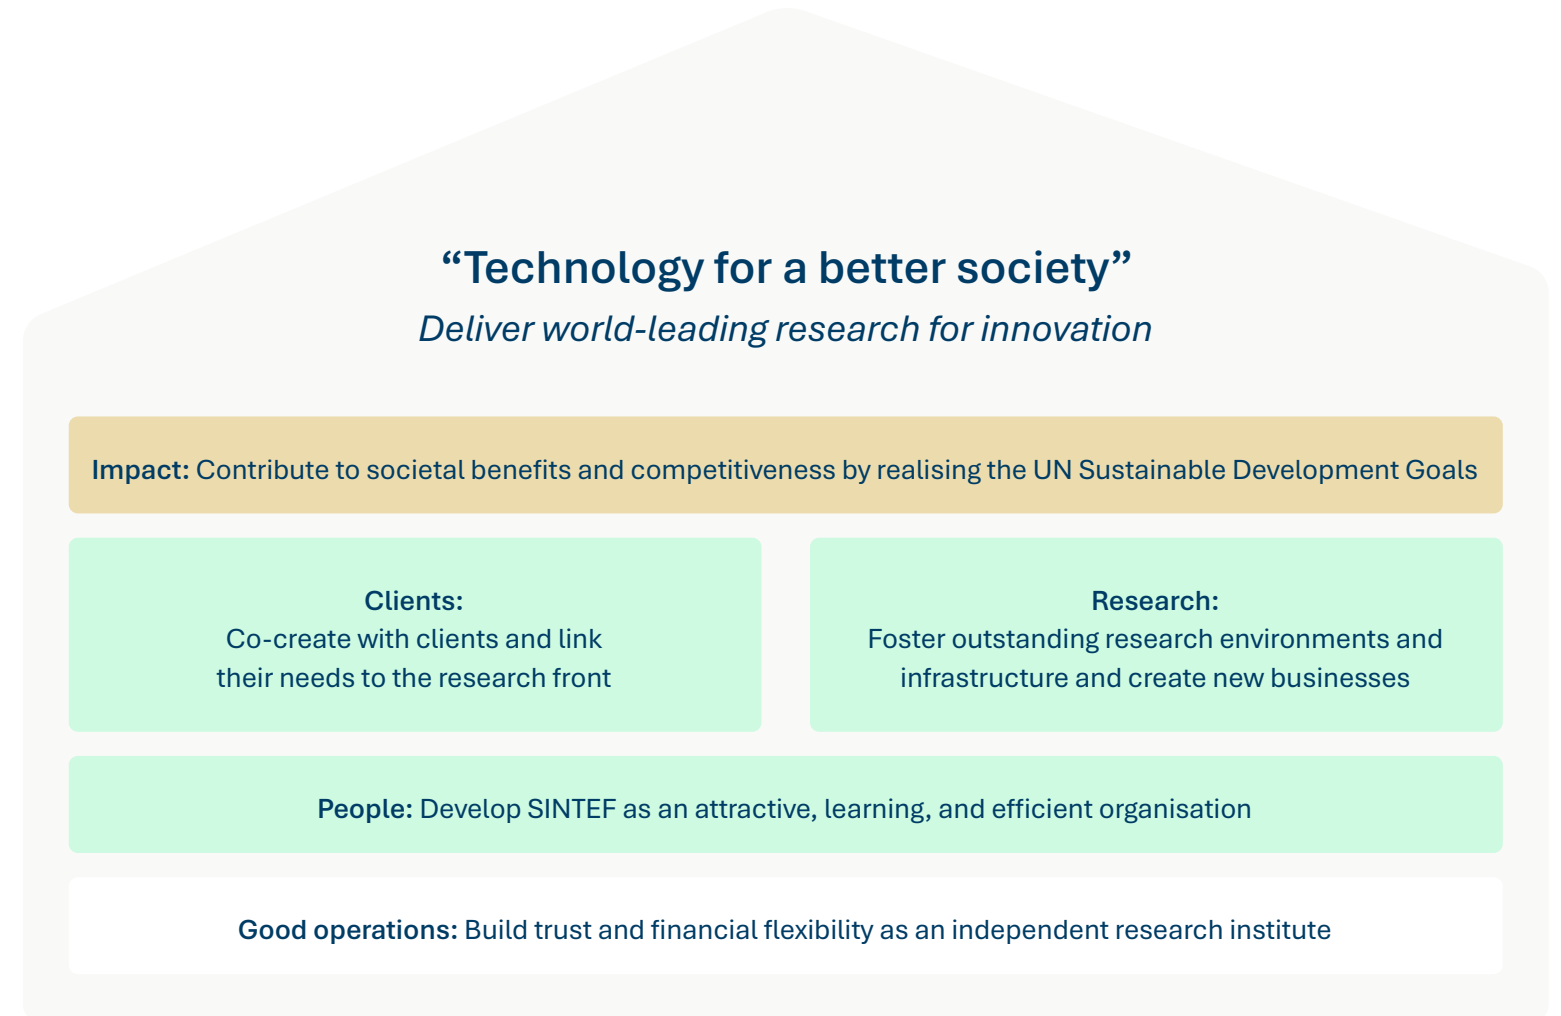 “Technology for a better society”
Deliver world-leading research for innovation
Impact: Contribute to societal benefits and competitiveness by realising the UN Sustainable Development Goals
Clients:
Co-create with clients and link
their needs to the research front
Research:
Foster outstanding research environments and
infrastructure and create new businesses
People: Develop SINTEF as an attractive, learning, and efficient organisation
Good operations: Build trust and financial flexibility as an independent research institute